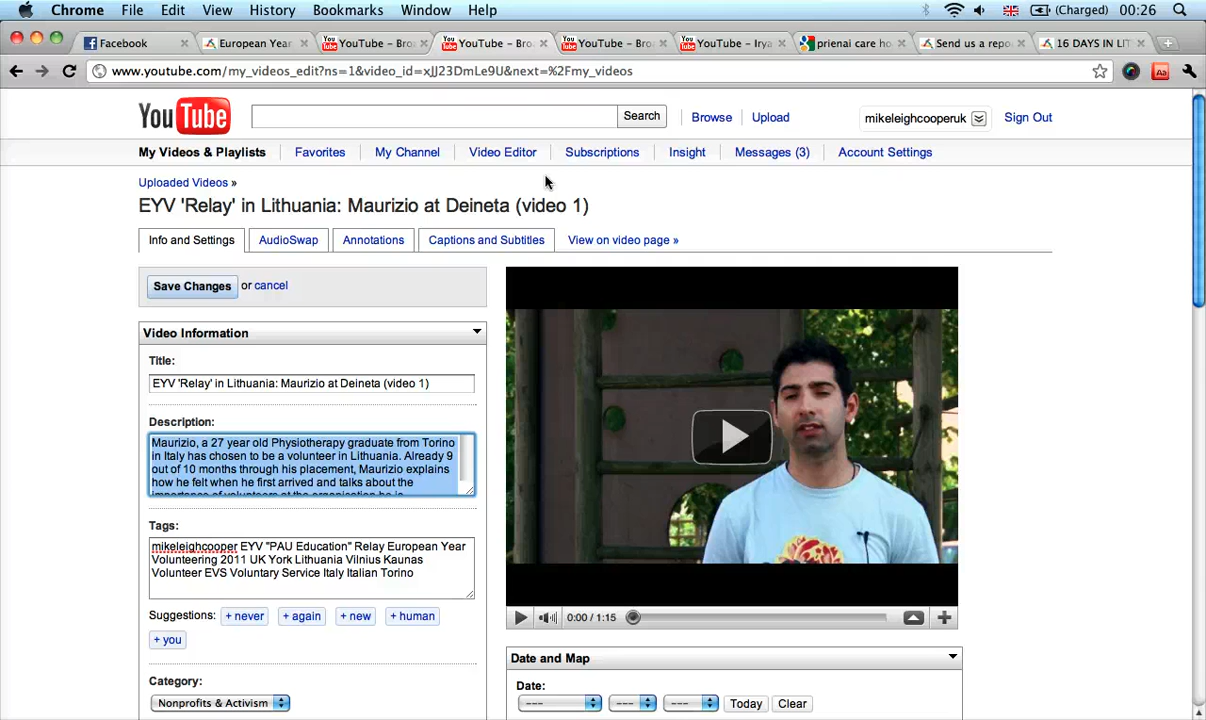 Chrome File Edit View History Bookmarks Window Help (Charged) 00:26
Facebook European Year YouTube – Bro YouTube – Bro YouTube – Bro YouTube – Irya prienai care ho Send us a repo 16 DAYS IN LIT
www.youtube.com/my_videos_edit?ns=1&video_id=xJJ23DmLe9U&next=%2Fmy_videos
YouTube Search Browse Upload mikeleighcooperuk Sign Out
My Videos & Playlists Favorites My Channel Video Editor Subscriptions Insight Messages (3) Account Settings
Uploaded Videos »
EYV 'Relay' in Lithuania: Maurizio at Deineta (video 1)
Info and Settings AudioSwap Annotations Captions and Subtitles View on video page »
Save Changes or cancel
Video Information
Title:
EYV 'Relay' in Lithuania: Maurizio at Deineta (video 1)
Description:
Maurizio, a 27 year old Physiotherapy graduate from Torino
in Italy has chosen to be a volunteer in Lithuania. Already 9
out of 10 months through his placement, Maurizio explains
how he felt when he first arrived and talks about the
importance of volunteers at the organisation he is
Tags:
mikeleighcooper EYV "PAU Education" Relay European Year
Volunteering 2011 UK York Lithuania Vilnius Kaunas
Volunteer EVS Voluntary Service Italy Italian Torino
Suggestions: + never + again + new + human
+ you
Category:
Nonprofits & Activism
0:00 / 1:15
Date and Map
Date:
--- --- --- Today Clear